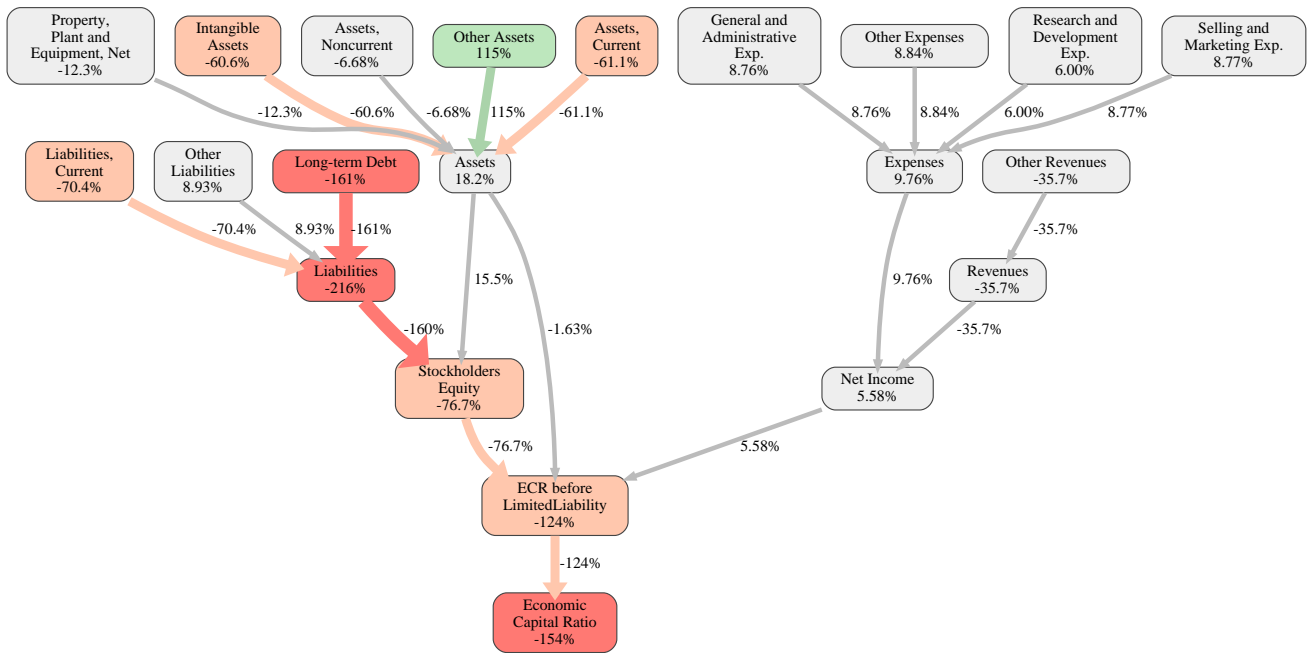 Property,
Plant and
Equipment, Net
-12.3%
Intangible
Assets
-60.6%
Assets,
Noncurrent
-6.68%
Other Assets
115%
Assets,
Current
-61.1%
General and
Administrative
Exp.
8.76%
Other Expenses
8.84%
Research and
Development
Exp.
6.00%
Selling and
Marketing Exp.
8.77%
-12.3%
-60.6%
-6.68%
115%
-61.1%
8.76%
8.84%
6.00%
8.77%
Liabilities,
Current
-70.4%
Other
Liabilities
8.93%
Long-term Debt
-161%
Assets
18.2%
Expenses
9.76%
Other Revenues
-35.7%
-70.4%
8.93%
-161%
-35.7%
Liabilities
-216%
15.5%
9.76%
Revenues
-35.7%
-160%
-1.63%
-35.7%
Stockholders
Equity
-76.7%
Net Income
5.58%
-76.7%
5.58%
ECR before
LimitedLiability
-124%
-124%
Economic
Capital Ratio
-154%